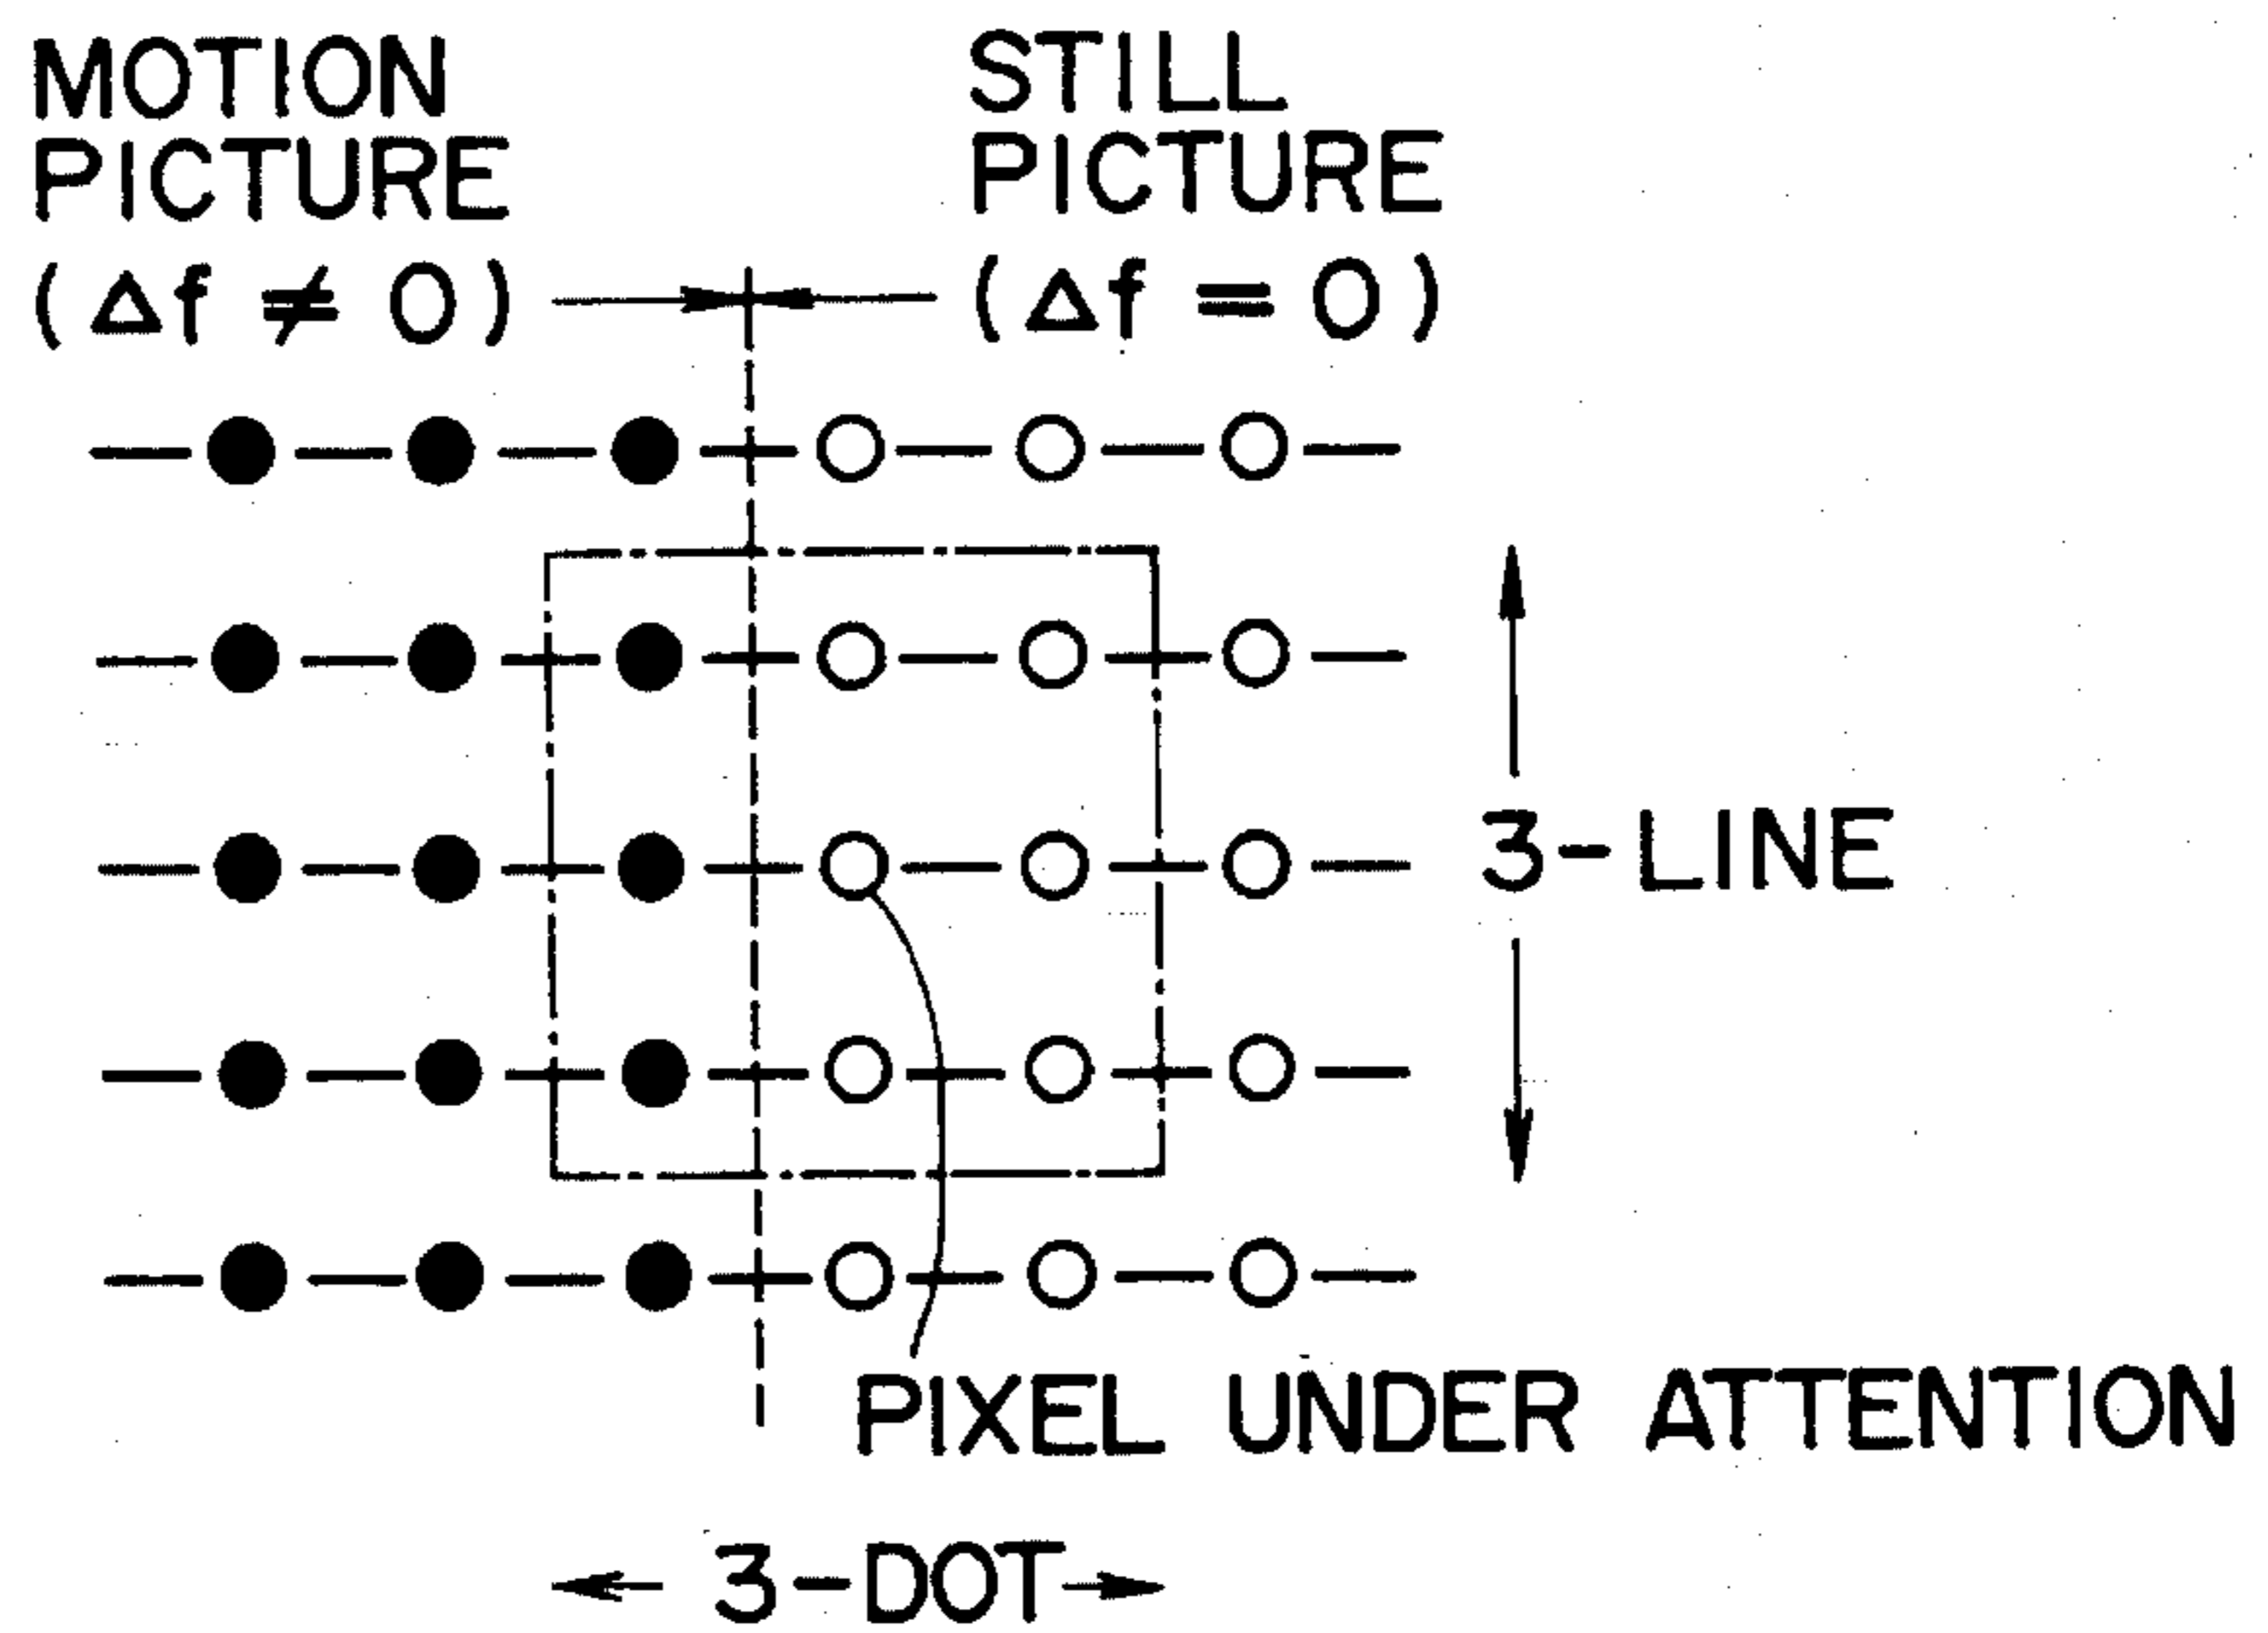 MOTION
PICTURE
(Δf ≠ 0)
STILL
PICTURE
(Δf = 0)
3-LINE
PIXEL UNDER ATTENTION
3-DOT